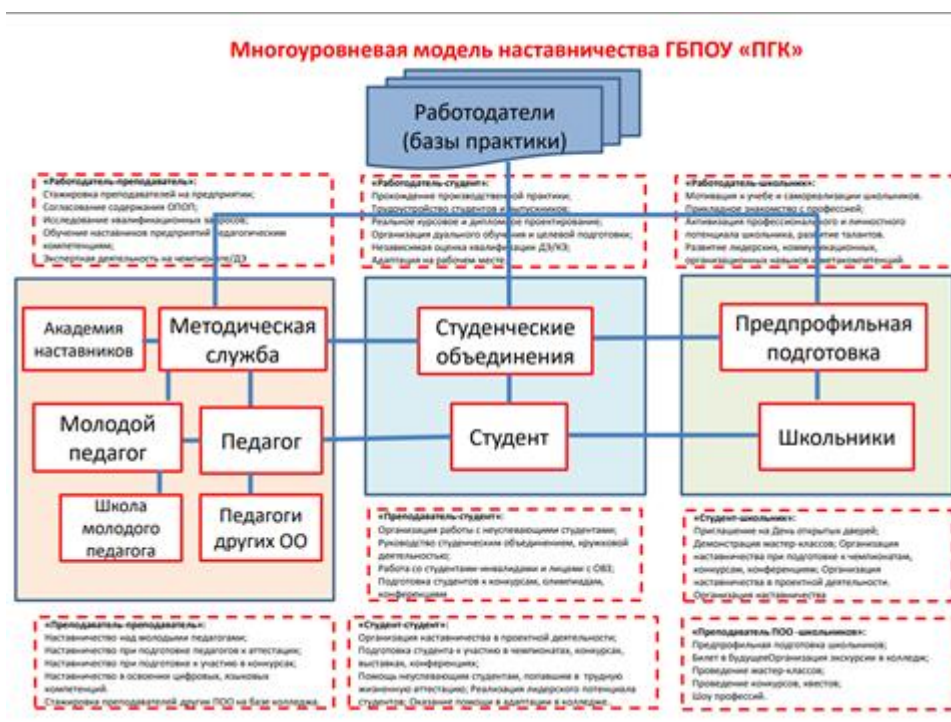 Многоуровневая модель наставничества ГБПОУ «ПГК»
Работодатели
(базы практики)
«Работодатель-преподаватель»:
Стажировка преподавателей на предприятии;
Согласование содержания ОПОП;
Исследование квалификационных запросов;
Обучение наставников предприятий педагогическим
компетенциям;
Экспертная деятельность на чемпионате/ДЭ
«Работодатель-студент»:
Прохождение производственной практики;
Трудоустройство студентов и выпускников;
Реальное курсовое и дипломное проектирование;
Организация дуального обучения и целевой подготовки;
Независимая оценка квалификации ДЭ/КЭ;
Адаптация на рабочем месте
«Работодатель-школьник»:
Мотивация к учебе и самореализации школьников.
Прикладное знакомство с профессией;
Активизация профессионального и личностного
потенциала школьника, развитие талантов.
Развитие лидерских, коммуникационных,
организационных навыков и метакомпетенций
Академия
наставников
Методическая
служба
Молодой
педагог
Педагог
Школа
молодого
педагога
Педагоги
других ОО
Студенческие
объединения
Студент
Предпрофильная
подготовка
Школьники
«Преподаватель-студент»:
Организация работы с неуспевающими студентами;
Руководство студенческим объединением, кружковой
деятельностью;
Работа со студентами-инвалидами и лицами с ОВЗ;
Подготовка студентов к конкурсам, олимпиадам,
конференциям
«Студент-школьник»:
Приглашение на День открытых дверей;
Демонстрация мастер-классов; Организация
наставничества при подготовке к чемпионатам,
конкурсам, конференциям; Организация
наставничества в проектной деятельности.
Организация наставничества
«Преподаватель-преподаватель»:
Наставничество над молодыми педагогами;
Наставничество при подготовке педагогов к аттестации;
Наставничество при подготовке к участию в конкурсах;
Наставничество в освоении цифровых, языковых
компетенций.
Стажировка преподавателей других ПОО на базе колледжа.
«Студент-студент»:
Организация наставничества в проектной деятельности;
Подготовка студента к участию в чемпионатах, конкурсах,
выставках, конференциях;
Помощь неуспевающим студентам, попавшим в трудную
жизненную аттестацию; Реализация лидерского потенциала
студентов; Оказание помощи в адаптации в колледже.
«Преподаватель ПОО -школьников»:
Предпрофильная подготовка школьников;
Билет в будущееОрганизация экскурсии в колледж;
Проведение мастер-классов;
Проведение конкурсов, квестов;
Шоу профессий.